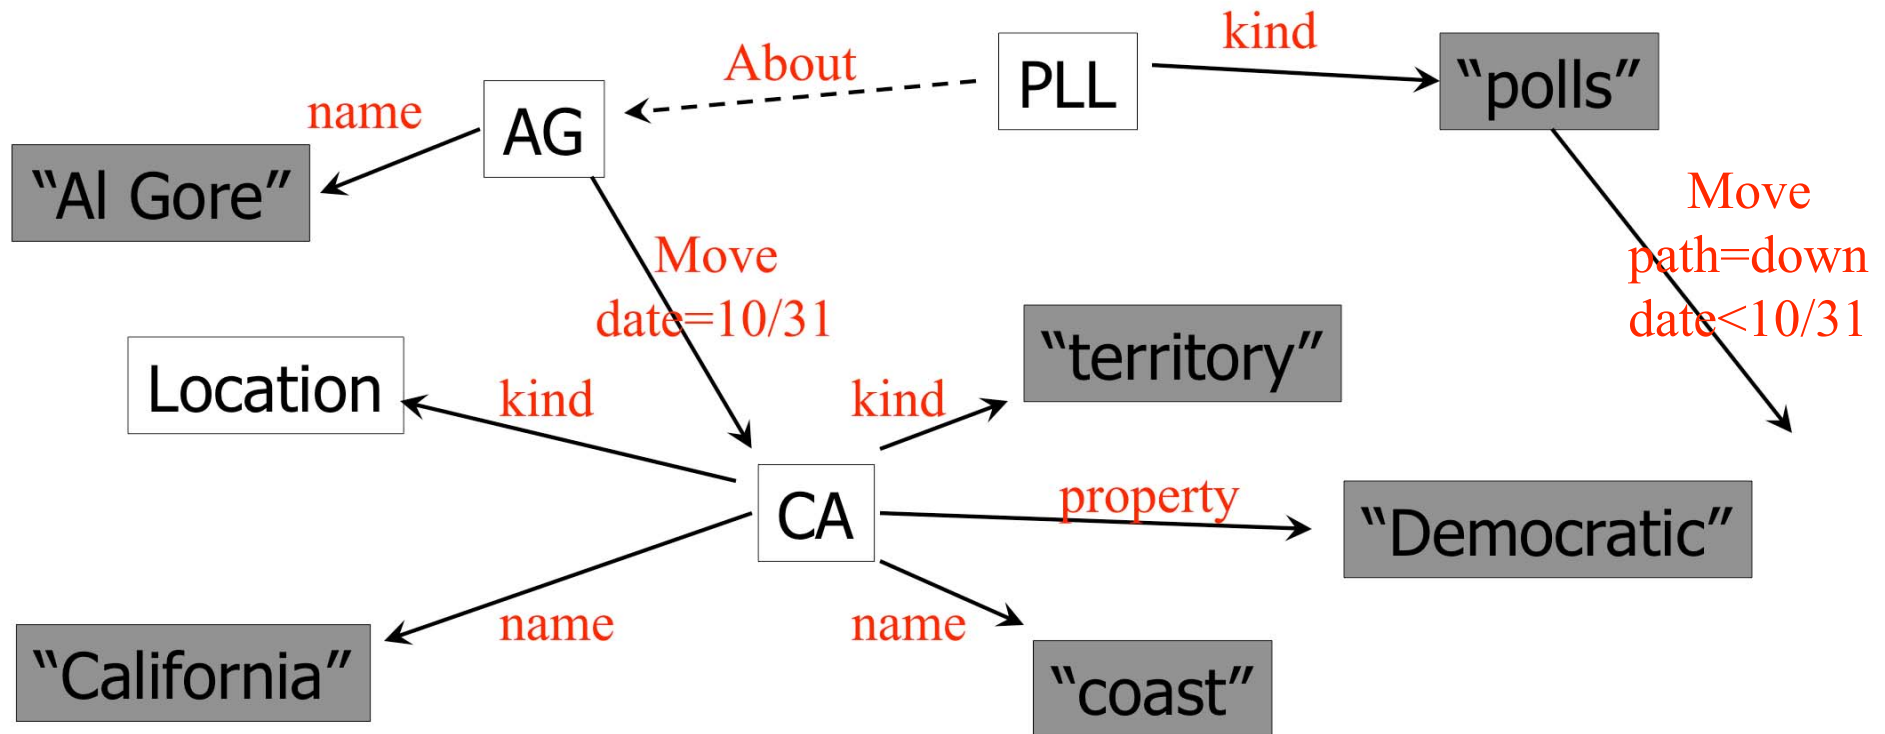 kind
About
PLL
“polls”
name
AG
“Al Gore”
Move
path=down
date<10/31
Move
date=10/31
“territory”
Location
kind
kind
CA
property
“Democratic”
name
name
“California”
“coast”